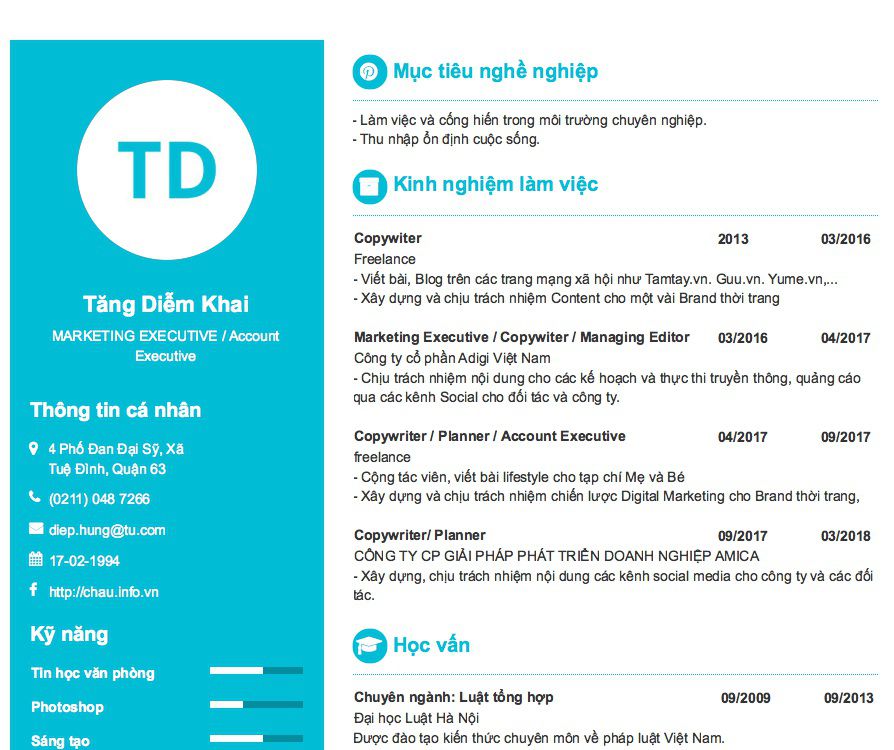 TD
Tăng Diễm Khai
MARKETING EXECUTIVE / Account
Executive
Thông tin cá nhân
4 Phố Đan Đại Sỹ, Xã
Tuệ Đình, Quận 63
(0211) 048 7266
diep.hung@tu.com
17-02-1994
http://chau.info.vn
Kỹ năng
Tin học văn phòng
Photoshop
Sáng tạo
Mục tiêu nghề nghiệp
- Làm việc và cống hiến trong môi trường chuyên nghiệp.
- Thu nhập ổn định cuộc sống.
Kinh nghiệm làm việc
Copywiter 2013 03/2016
Freelance
- Viết bài, Blog trên các trang mạng xã hội như Tamtay.vn. Guu.vn. Yume.vn,...
- Xây dựng và chịu trách nhiệm Content cho một vài Brand thời trang
Marketing Executive / Copywiter / Managing Editor 03/2016 04/2017
Công ty cổ phần Adigi Việt Nam
- Chịu trách nhiệm nội dung cho các kế hoạch và thực thi truyền thông, quảng cáo
qua các kênh Social cho đối tác và công ty.
Copywriter / Planner / Account Executive 04/2017 09/2017
freelance
- Cộng tác viên, viết bài lifestyle cho tạp chí Mẹ và Bé
- Xây dựng và chịu trách nhiệm chiến lược Digital Marketing cho Brand thời trang,
Copywriter/ Planner 09/2017 03/2018
CÔNG TY CP GIẢI PHÁP PHÁT TRIỂN DOANH NGHIỆP AMICA
- Xây dựng, chịu trách nhiệm nội dung các kênh social media cho công ty và các đối
tác.
Học vấn
Chuyên ngành: Luật tổng hợp 09/2009 09/2013
Đại học Luật Hà Nội
Được đào tạo kiến thức chuyên môn về pháp luật Việt Nam.